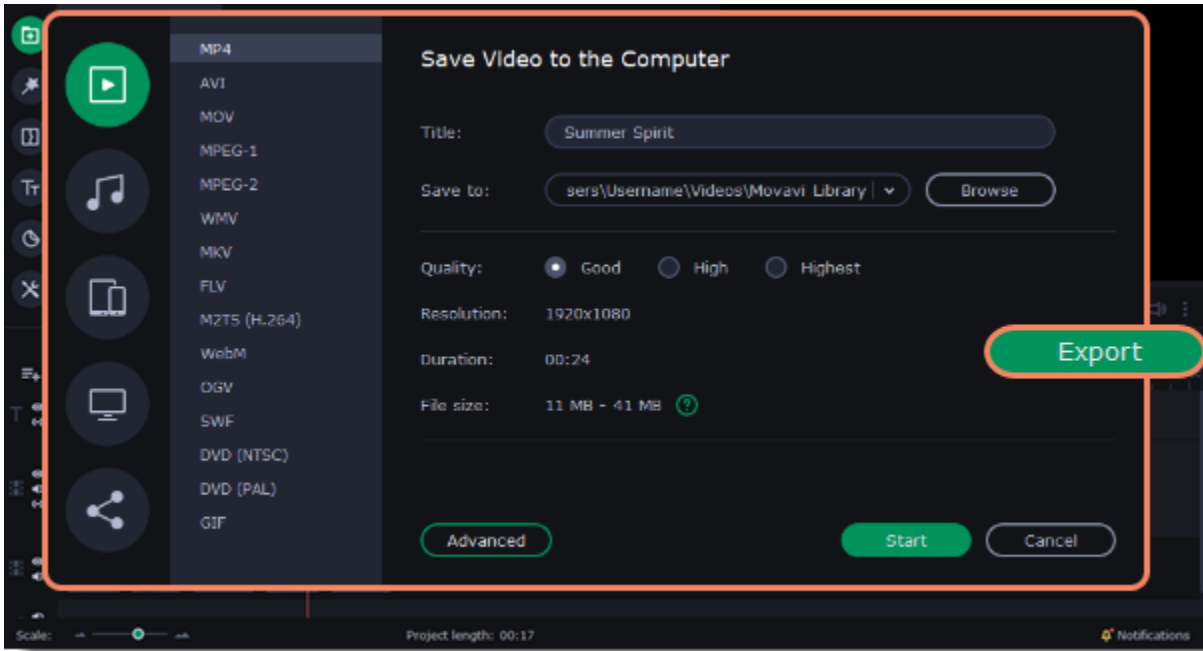 MP4
AVI
MOV
MPEG-1
MPEG-2
WMV
MKV
FLV
M2TS (H.264)
WebM
OGV
SWF
DVD (NTSC)
DVD (PAL)
GIF
Save Video to the Computer
Title: Summer Spirit
Save to: sers\Username\Videos\Movavi Library Browse
Quality: Good High Highest
Resolution: 1920x1080
Duration: 00:24
File size: 11 MB - 41 MB ?
Advanced Start Cancel
Export
Tт
T
Scale: Project length: 00:17 Notifications